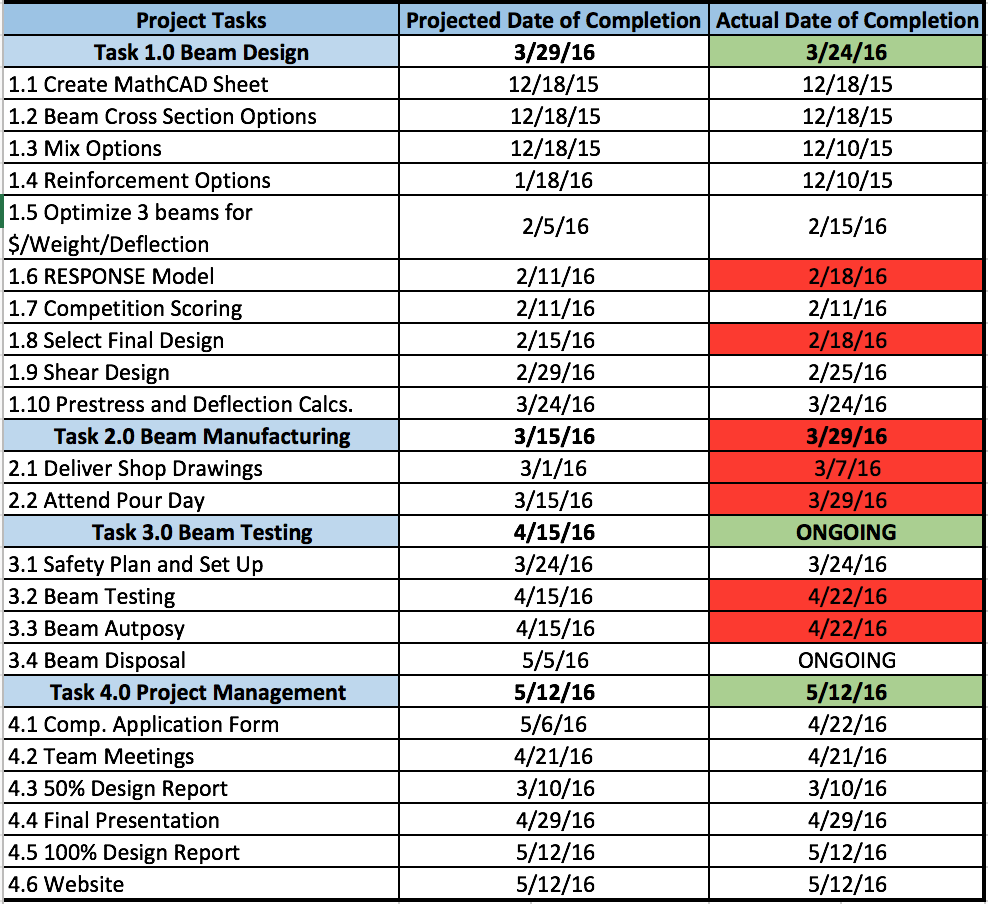 Project Tasks Projected Date of Completion Actual Date of Completion
Task 1.0 Beam Design 3/29/16 3/24/16
1.1 Create MathCAD Sheet 12/18/15 12/18/15
1.2 Beam Cross Section Options 12/18/15 12/18/15
1.3 Mix Options 12/18/15 12/10/15
1.4 Reinforcement Options 1/18/16 12/10/15
1.5 Optimize 3 beams for
$/Weight/Deflection 2/5/16 2/15/16
1.6 RESPONSE Model 2/11/16 2/18/16
1.7 Competition Scoring 2/11/16 2/11/16
1.8 Select Final Design 2/15/16 2/18/16
1.9 Shear Design 2/29/16 2/25/16
1.10 Prestress and Deflection Calcs. 3/24/16 3/24/16
Task 2.0 Beam Manufacturing 3/15/16 3/29/16
2.1 Deliver Shop Drawings 3/1/16 3/7/16
2.2 Attend Pour Day 3/15/16 3/29/16
Task 3.0 Beam Testing 4/15/16 ONGOING
3.1 Safety Plan and Set Up 3/24/16 3/24/16
3.2 Beam Testing 4/15/16 4/22/16
3.3 Beam Autposy 4/15/16 4/22/16
3.4 Beam Disposal 5/5/16 ONGOING
Task 4.0 Project Management 5/12/16 5/12/16
4.1 Comp. Application Form 5/6/16 4/22/16
4.2 Team Meetings 4/21/16 4/21/16
4.3 50% Design Report 3/10/16 3/10/16
4.4 Final Presentation 4/29/16 4/29/16
4.5 100% Design Report 5/12/16 5/12/16
4.6 Website 5/12/16 5/12/16